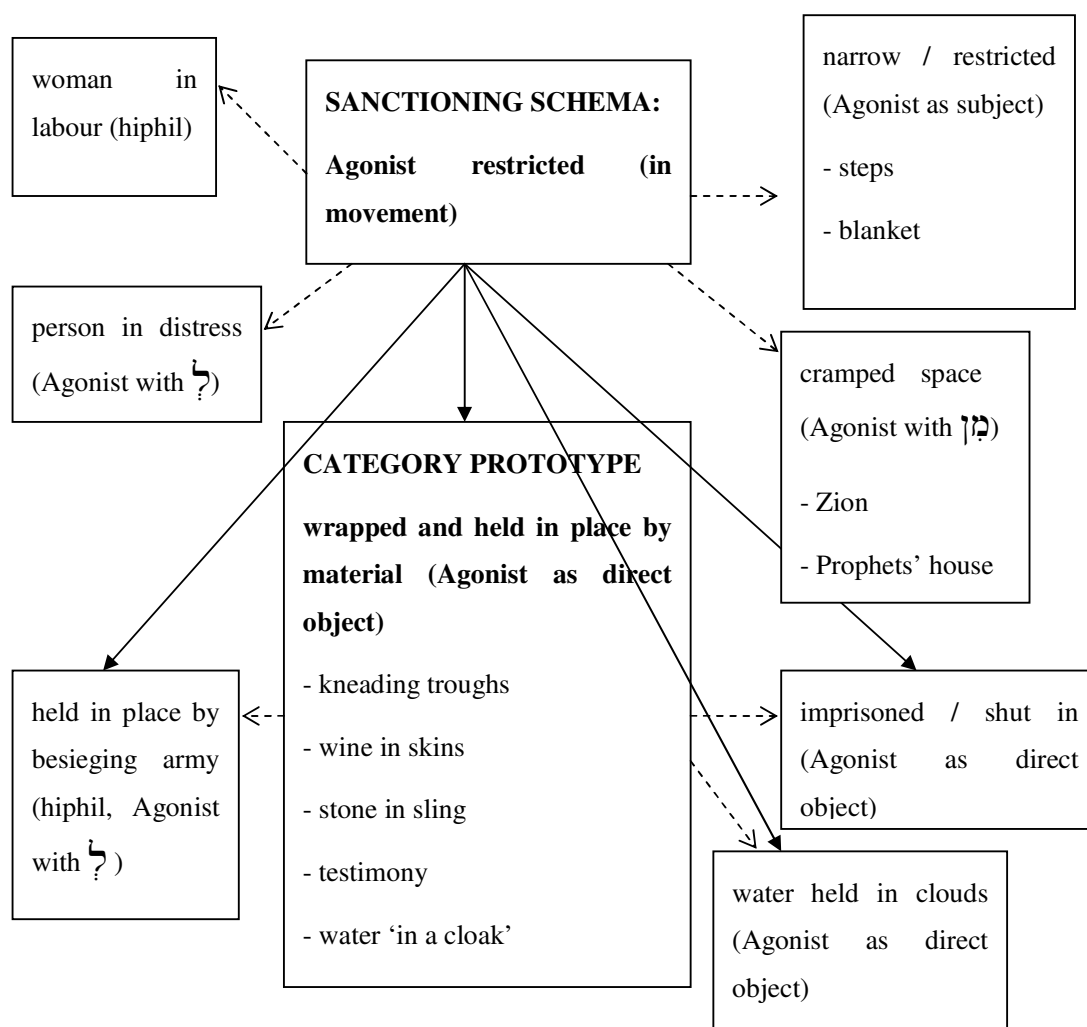 woman in
labour (hiphil)
SANCTIONING SCHEMA:
Agonist restricted (in
movement)
narrow / restricted
(Agonist as subject)
- steps
- blanket
person in distress
(Agonist with לְ)
cramped space
(Agonist with מִן)
- Zion
- Prophets’ house
CATEGORY PROTOTYPE
wrapped and held in place by
material (Agonist as direct
object)
- kneading troughs
- wine in skins
- stone in sling
- testimony
- water ‘in a cloak’
held in place by
besieging army
(hiphil, Agonist
with לְ )
imprisoned / shut in
(Agonist as direct
object)
water held in clouds
(Agonist as direct
object)